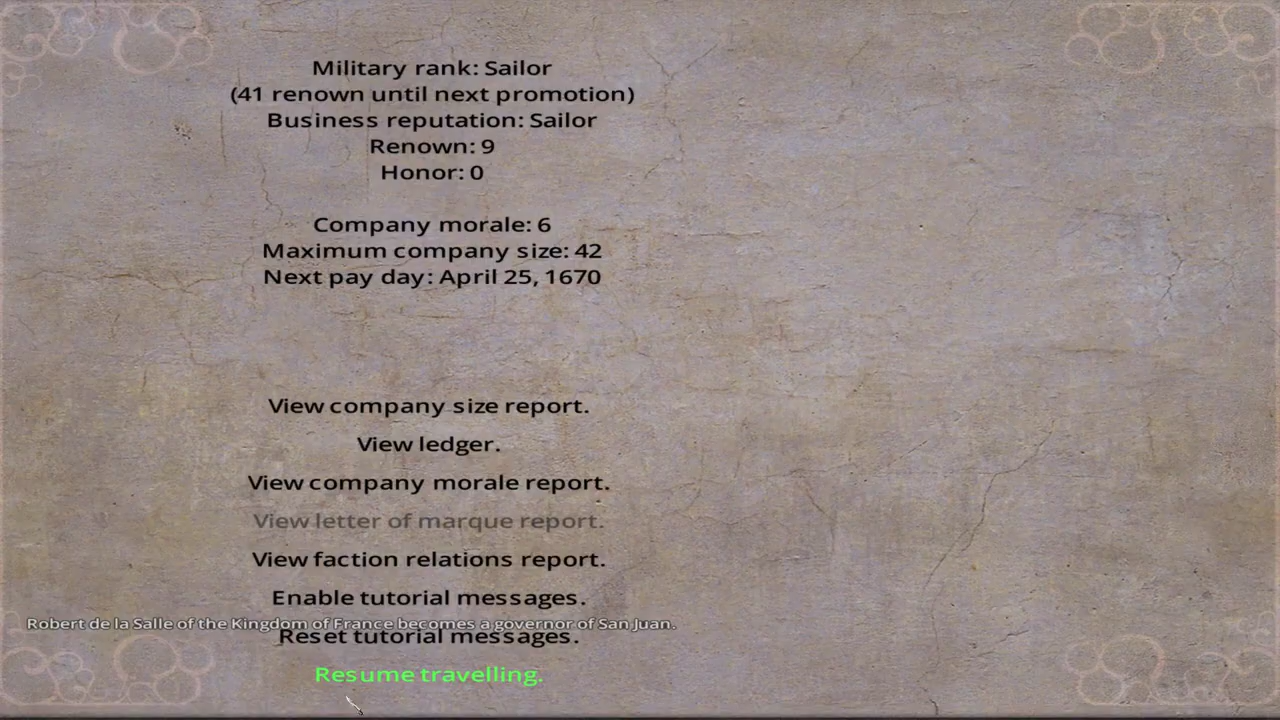 Military rank: Sailor
(41 renown until next promotion)
Business reputation: Sailor
Renown: 9
Honor: 0
Company morale: 6
Maximum company size: 42
Next pay day: April 25, 1670
View company size report.
View ledger.
View company morale report.
View letter of marque report.
View faction relations report.
Enable tutorial messages.
Robert de la Salle of the Kingdom of France becomes a governor of San Juan.
Reset tutorial messages.
Resume travelling.